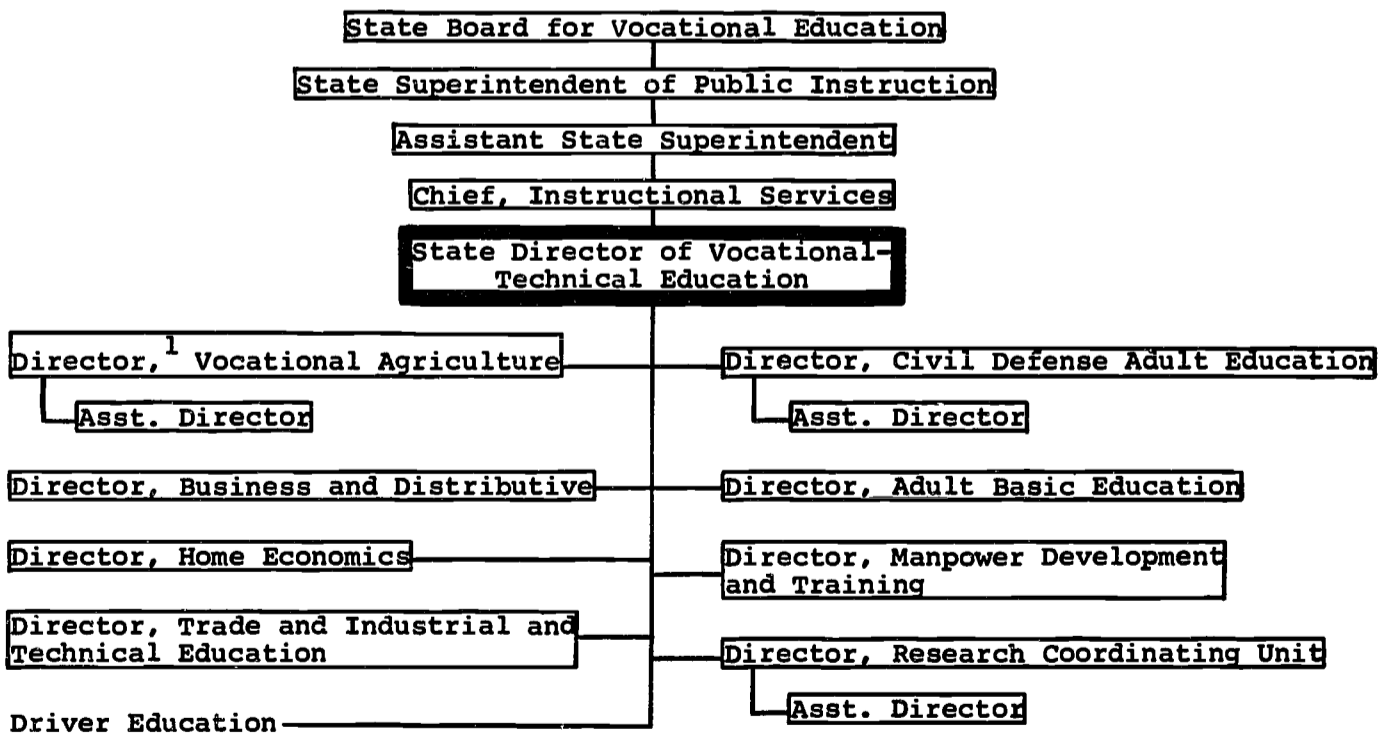 State Board for Vocational Education
State Superintendent of Public Instruction
Assistant State Superintendent
Chief, Instructional Services
State Director of Vocational-
Technical Education
Director,1 Vocational Agriculture
Asst. Director
Director, Business and Distributive
Director, Home Economics
Director, Trade and Industrial and
Technical Education
Driver Education
Director, Civil Defense Adult Education
Asst. Director
Director, Adult Basic Education
Director, Manpower Development
and Training
Director, Research Coordinating Unit
Asst. Director